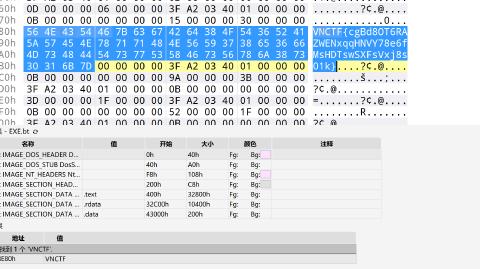 60h 0D 00 00 00 06 00 00 00 3F A2 03 40 01 00 00 00 ........?¢.@....
70h 00 00 00 00 00 00 00 00 15 00 00 00 30 00 00 00 ............0...
80h 56 4E 43 54 46 7B 63 67 42 64 38 4F 54 36 52 41 VNCTF{cgBd8OT6RA
90h 5A 57 45 4E 78 71 71 48 4E 56 59 37 38 65 36 66 ZWENxqqHNVY78e6f
A0h 4D 73 48 44 54 73 77 53 58 46 73 56 78 6A 38 73 MsHDTswSXFsVxj8s
B0h 30 31 6B 7D 00 00 00 00 3F A2 03 40 01 00 00 00 01k}....?¢.@....
C0h 0B 00 00 00 00 00 00 00 9A 00 00 00 3B 00 00 00 ........š...;...
D0h 3F A2 03 40 01 00 00 00 0B 00 00 00 00 00 00 00 ?¢.@............
E0h 3D 00 00 00 1F 00 00 00 3F A2 03 40 01 00 00 00 =.......?¢.@....
F0h 0B 00 00 00 00 00 00 00 52 00 00 00 1F 00 00 00 ........R.......
- EXE.bt
名称 值 开始 大小 颜色 注释
IMAGE_DOS_HEADER D... 0h 40h Fg: Bg:
IMAGE_DOS_STUB DosS... 40h A0h Fg: Bg:
IMAGE_NT_HEADERS Nt... F8h 108h Fg: Bg:
IMAGE_SECTION_HEAD... 200h C8h Fg: Bg:
IMAGE_SECTION_DATA ... .text 400h 32800h Fg: Bg:
IMAGE_SECTION_DATA ... .rdata 32C00h 10400h Fg: Bg:
IMAGE_SECTION_DATA ... .data 43000h 200h Fg: Bg:
地址 值
找到 1 个 'VNCTF'.
VNCTF